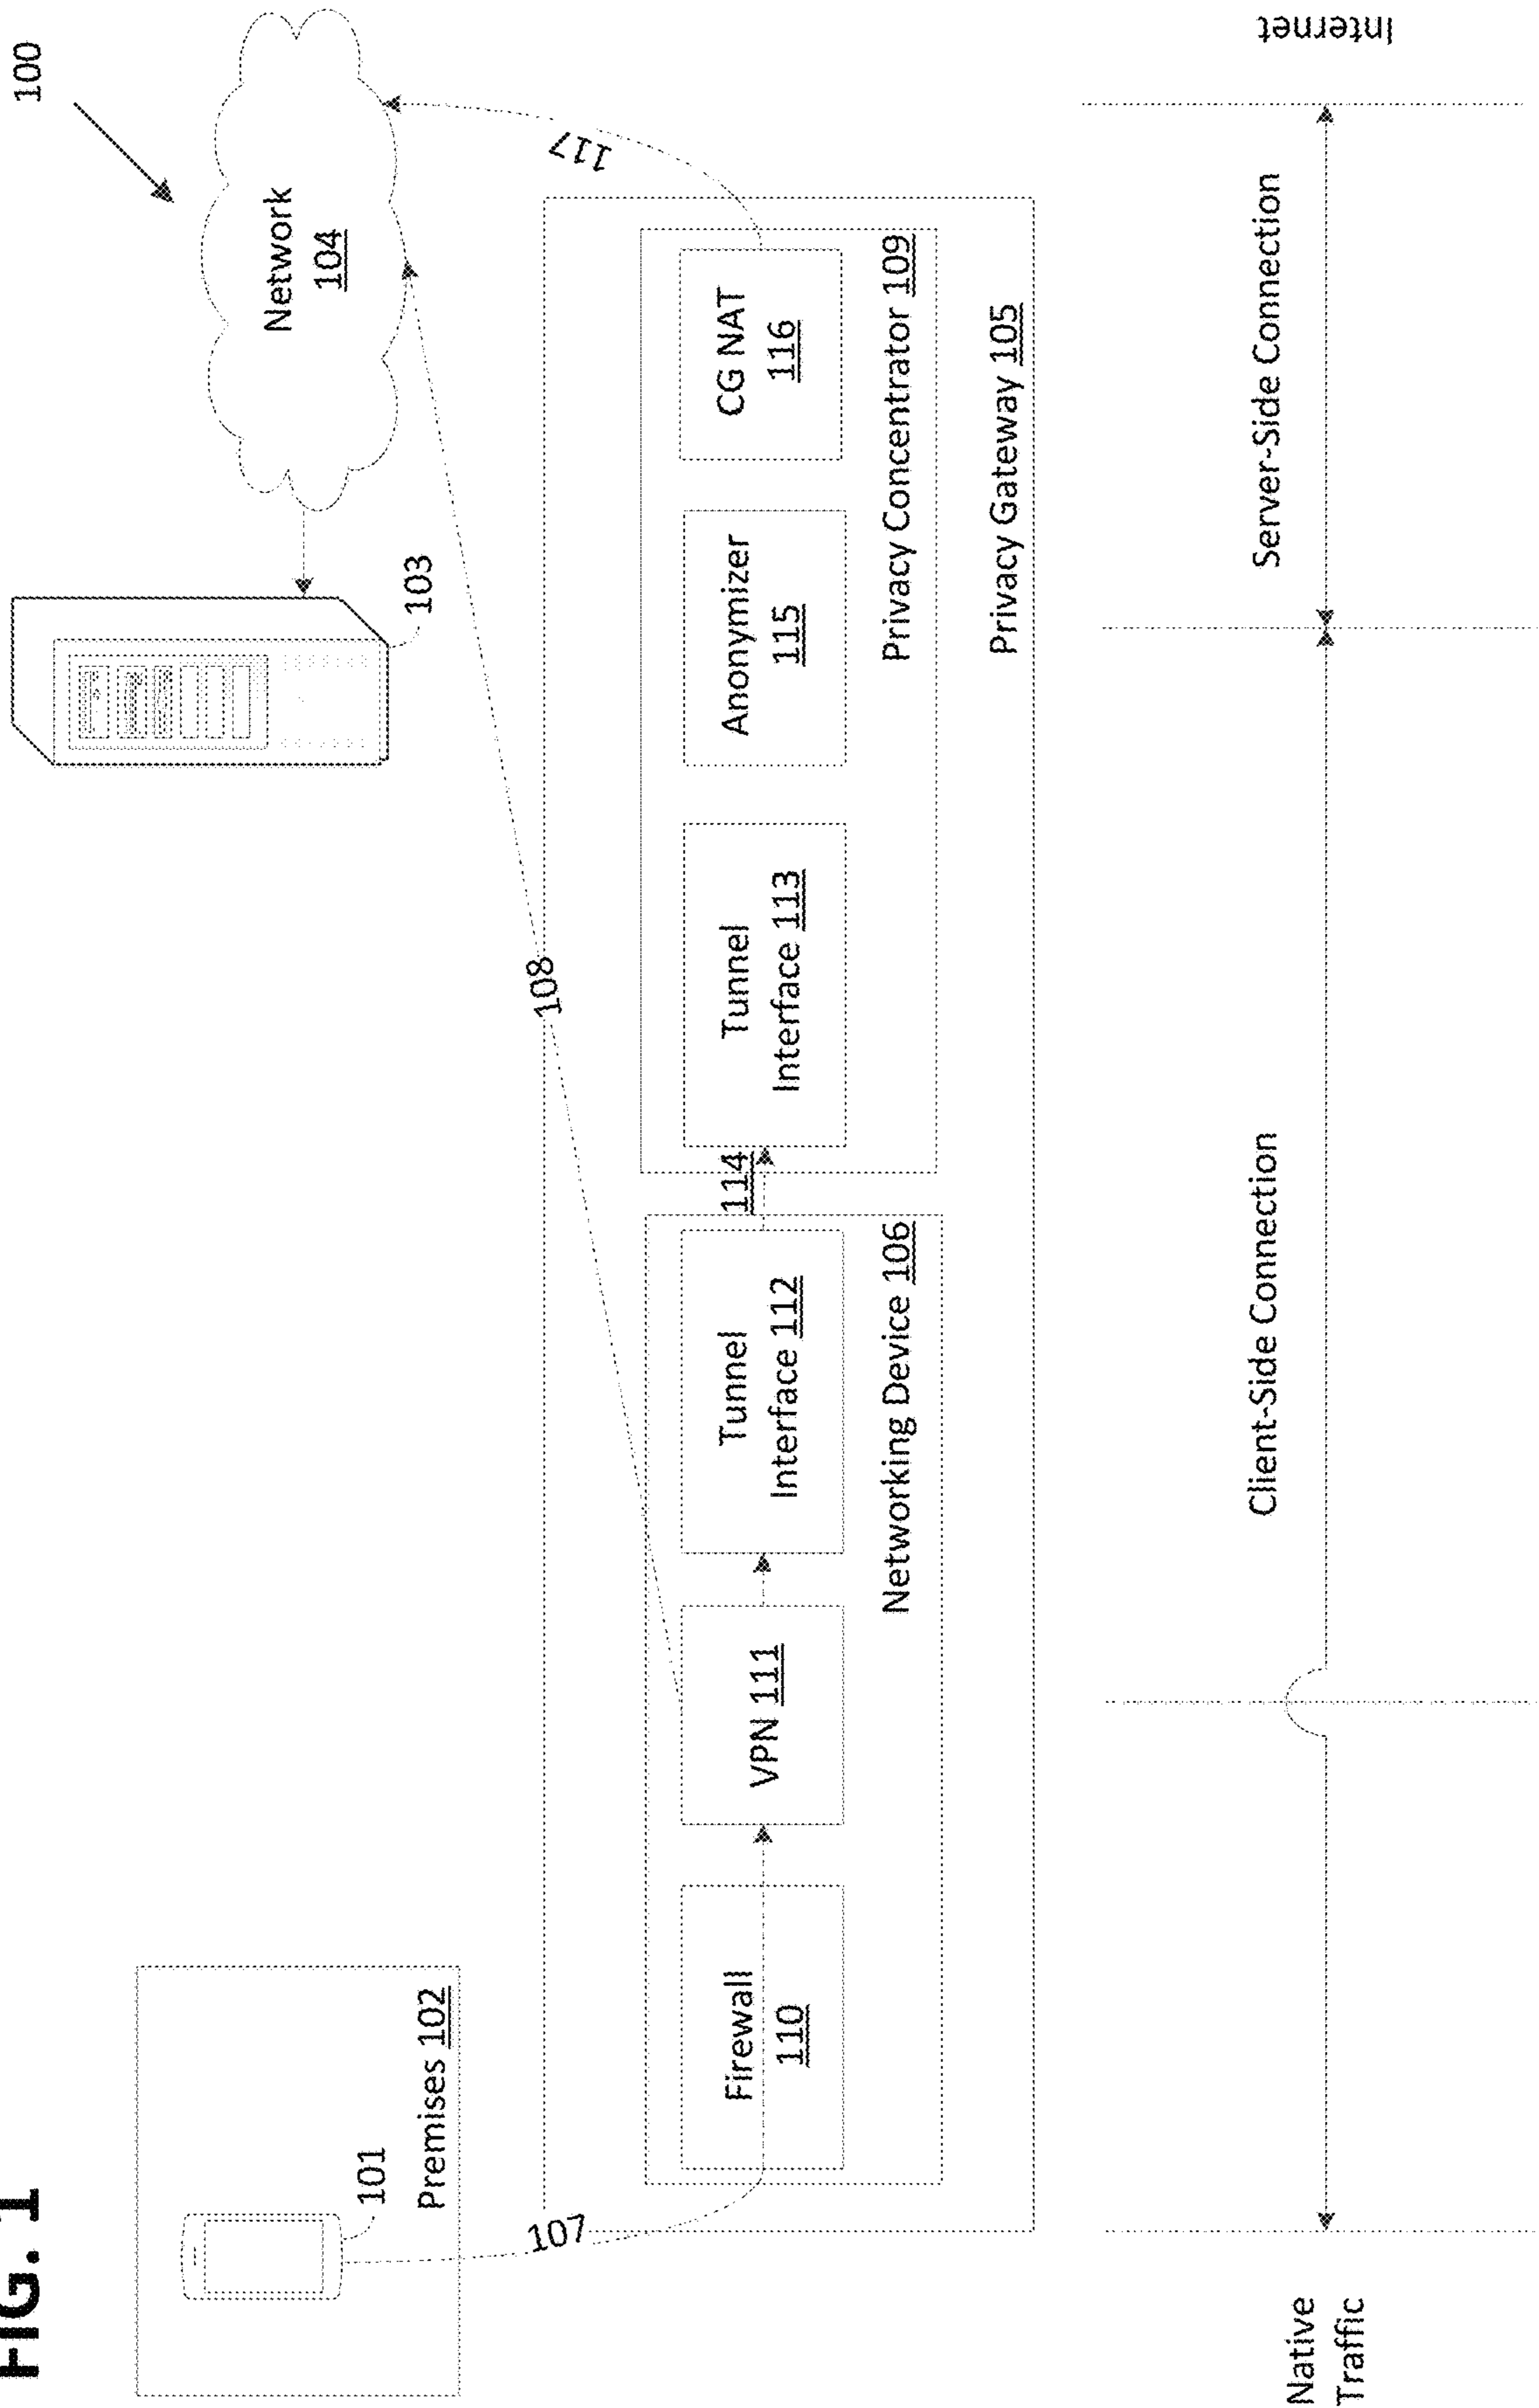 FIG. 1
100
Network
104
103
101
Premises 102
107
108
117
Firewall
110
VPN 111
Tunnel
Interface 112
Networking Device 106
114
Tunnel
Interface 113
Anonymizer
115
CG NAT
116
Privacy Concentrator 109
Privacy Gateway 105
Native
Traffic
Client-Side Connection
Server-Side Connection
Internet